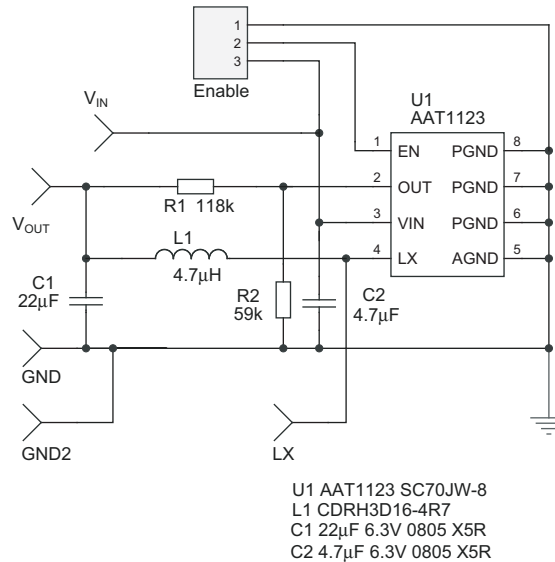 1
2
3
Enable
V_IN
U1
AAT1123
1 EN PGND 8
2 OUT PGND 7
3 VIN PGND 6
4 LX AGND 5
V_OUT
R1 118k
L1
4.7μH
C1
22μF
R2
59k
C2
4.7μF
GND
GND2
LX
U1 AAT1123 SC70JW-8
L1 CDRH3D16-4R7
C1 22μF 6.3V 0805 X5R
C2 4.7μF 6.3V 0805 X5R